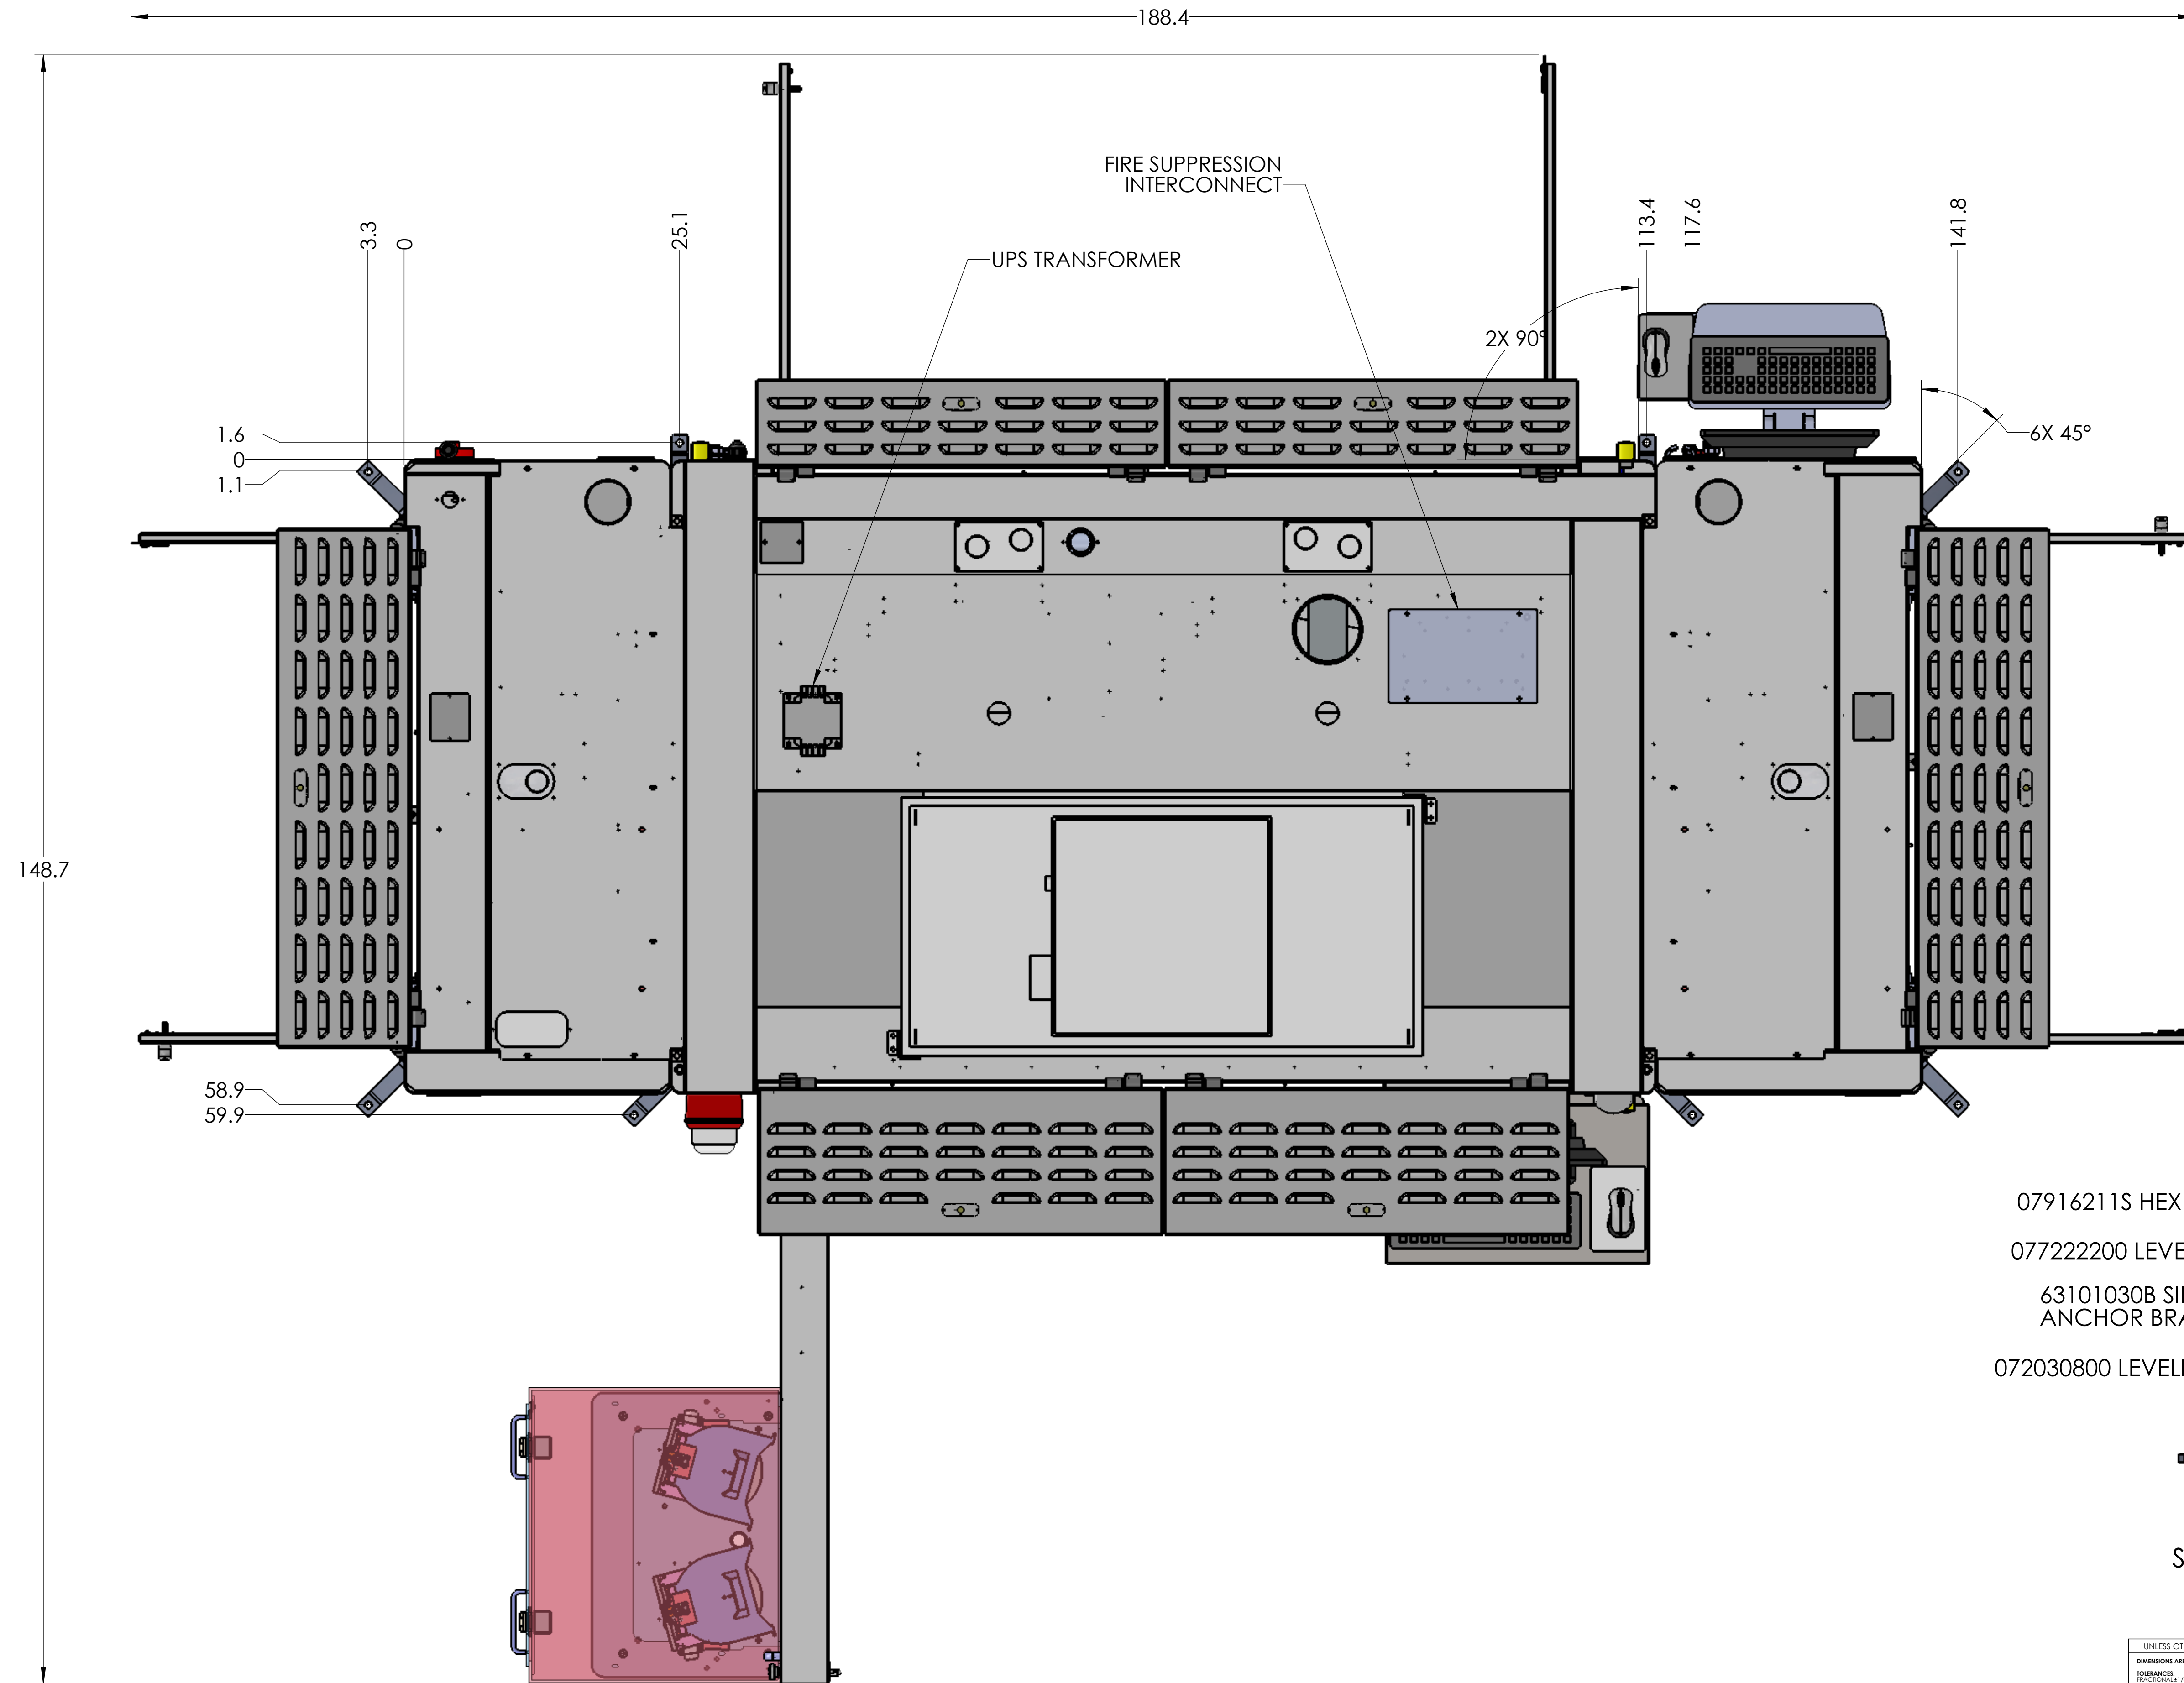 188.4
FIRE SUPPRESSION
INTERCONNECT
UPS TRANSFORMER
3.3
0
25.1
113.4
117.6
141.8
2X 90°
6X 45°
1.6
0
1.1
148.7
58.9
59.9
07916211S HEX
077222200 LEVE
63101030B SI
ANCHOR BRA
072030800 LEVEL
S
UNLESS OT
DIMENSIONS ARE
TOLERANCES:
FRACTIONAL±1/